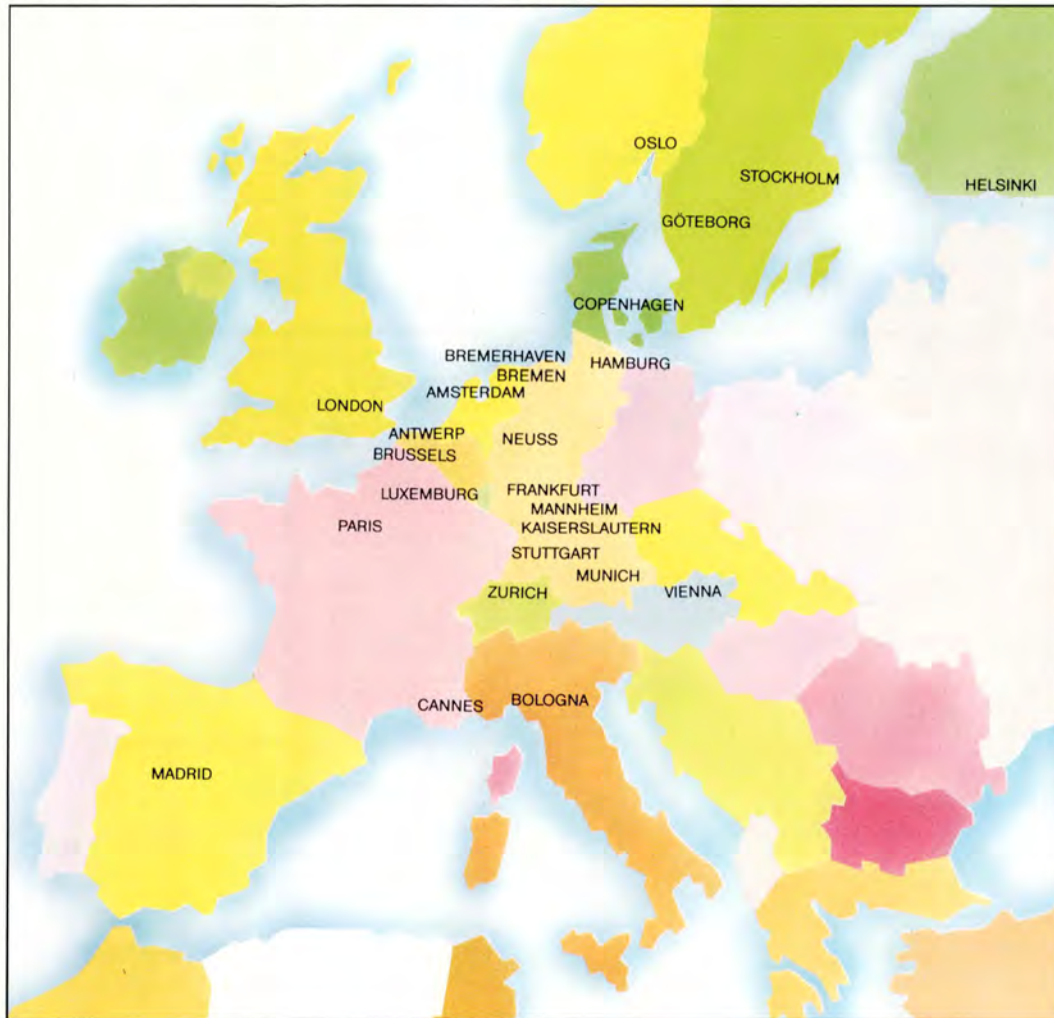 OSLO
STOCKHOLM
HELSINKI
GÖTEBORG
COPENHAGEN
BREMERHAVEN
HAMBURG
BREMEN
AMSTERDAM
LONDON
ANTWERP
NEUSS
BRUSSELS
FRANKFURT
LUXEMBURG
MANNHEIM
PARIS
KAISERSLAUTERN
STUTTGART
MUNICH
ZURICH
VIENNA
BOLOGNA
CANNES
MADRID